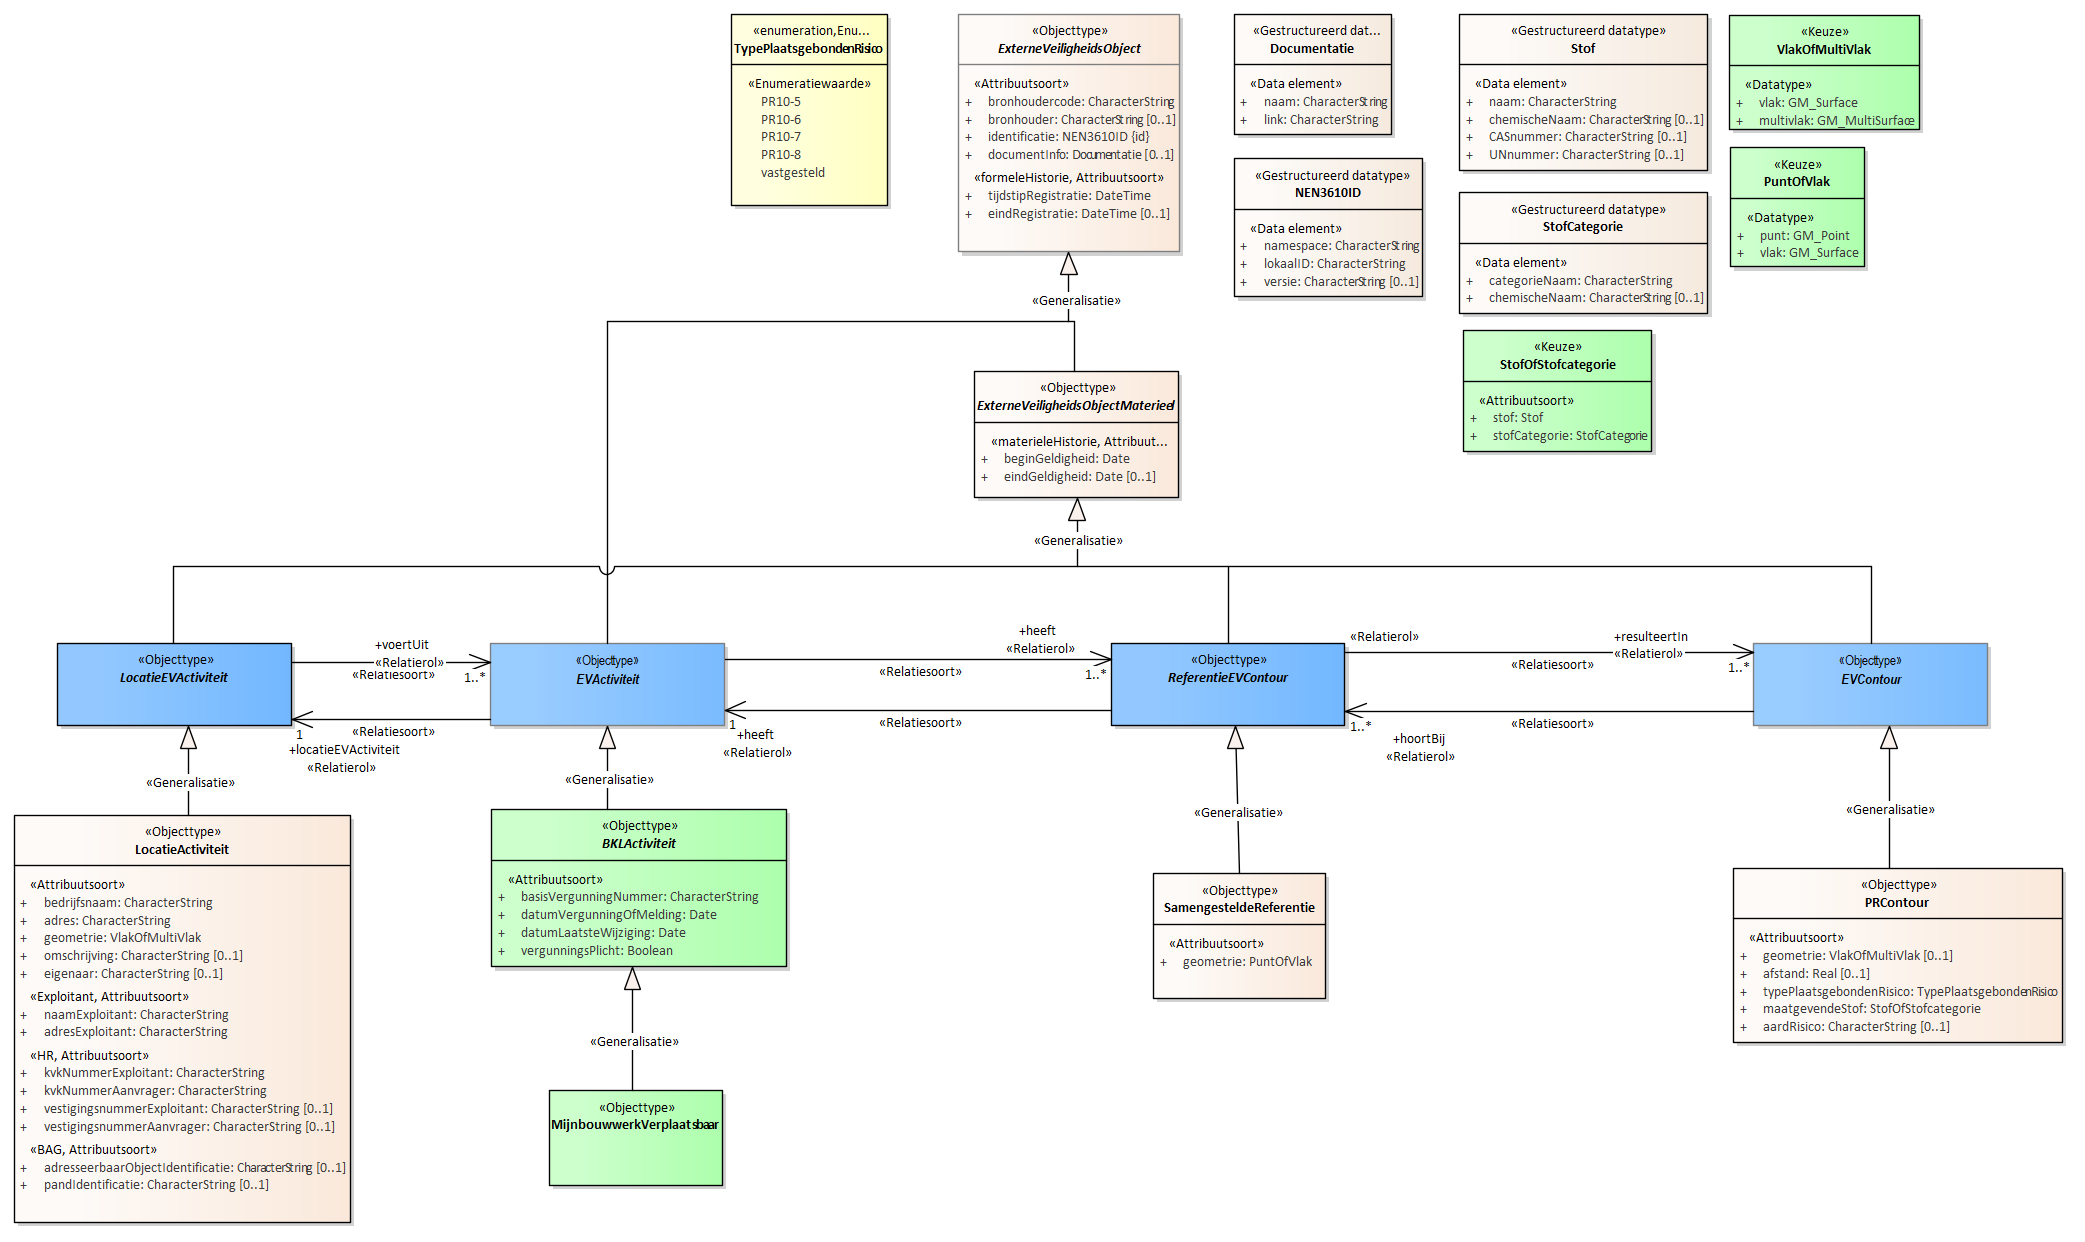 «enumeration,Enu...
TypePlaatsgebondenRisico
«Enumeratiewaarde»
PR10-5
PR10-6
PR10-7
PR10-8
vastgesteld
«Objecttype»
ExterneVeiligheidsObject
«Attribuutsoort»
+ bronhoudercode: CharacterString
+ bronhouder: CharacterString [0..1]
+ identificatie: NEN3610ID {id}
+ documentInfo: Documentatie [0..1]
«formeleHistorie, Attribuutsoort»
+ tijdstipRegistratie: DateTime
+ eindRegistratie: DateTime [0..1]
«Gestructureerd dat...
Documentatie
«Data element»
+ naam: CharacterString
+ link: CharacterString
«Gestructureerd datatype»
NEN3610ID
«Data element»
+ namespace: CharacterString
+ lokaalID: CharacterString
+ versie: CharacterString [0..1]
«Gestructureerd datatype»
Stof
«Data element»
+ naam: CharacterString
+ chemischeNaam: CharacterString [0..1]
+ CASnummer: CharacterString [0..1]
+ UNnummer: CharacterString [0..1]
«Gestructureerd datatype»
StofCategorie
«Data element»
+ categorieNaam: CharacterString
+ chemischeNaam: CharacterString [0..1]
«Keuze»
StofOfStofcategorie
«Attribuutsoort»
+ stof: Stof
+ stofCategorie: StofCategorie
«Keuze»
VlakOfMultiVlak
«Datatype»
+ vlak: GM_Surface
+ multivlak: GM_MultiSurface
«Keuze»
PuntOfVlak
«Datatype»
+ punt: GM_Point
+ vlak: GM_Surface
«Generalisatie»
«Objecttype»
ExterneVeiligheidsObjectMaterieel
«materieleHistorie, Attribuut...
+ beginGeldigheid: Date
+ eindGeldigheid: Date [0..1]
«Generalisatie»
«Objecttype»
LocatieEVActiviteit
+voertUit
«Relatierol»
«Relatiesoort»
1..*
«Relatiesoort»
1
+locatieEVActiviteit
«Relatierol»
«Objecttype»
EVActiviteit
+heeft
«Relatierol»
«Relatiesoort»
1..*
«Relatiesoort»
1
+heeft
«Relatierol»
«Objecttype»
ReferentieEVContour
«Relatierol»
+resulteertIn
«Relatierol»
«Relatiesoort»
1..*
«Relatiesoort»
1..*
+hoortBij
«Relatierol»
«Objecttype»
EVContour
«Generalisatie»
«Generalisatie»
«Generalisatie»
«Generalisatie»
«Objecttype»
LocatieActiviteit
«Attribuutsoort»
+ bedrijfsnaam: CharacterString
+ adres: CharacterString
+ geometrie: VlakOfMultiVlak
+ omschrijving: CharacterString [0..1]
+ eigenaar: CharacterString [0..1]
«Exploitant, Attribuutsoort»
+ naamExploitant: CharacterString
+ adresExploitant: CharacterString
«HR, Attribuutsoort»
+ kvkNummerExploitant: CharacterString
+ kvkNummerAanvrager: CharacterString
+ vestigingsnummerExploitant: CharacterString [0..1]
+ vestigingsnummerAanvrager: CharacterString [0..1]
«BAG, Attribuutsoort»
+ adresseerbaarObjectIdentificatie: CharacterString [0..1]
+ pandIdentificatie: CharacterString [0..1]
«Objecttype»
BKLActiviteit
«Attribuutsoort»
+ basisVergunningNummer: CharacterString
+ datumVergunningOfMelding: Date
+ datumLaatsteWijziging: Date
+ vergunningsPlicht: Boolean
«Generalisatie»
«Objecttype»
MijnbouwwerkVerplaatsbaar
«Objecttype»
SamengesteldeReferentie
«Attribuutsoort»
+ geometrie: PuntOfVlak
«Objecttype»
PRContour
«Attribuutsoort»
+ geometrie: VlakOfMultiVlak [0..1]
+ afstand: Real [0..1]
+ typePlaatsgebondenRisico: TypePlaatsgebondenRisico
+ maatgevendeStof: StofOfStofcategorie
+ aardRisico: CharacterString [0..1]